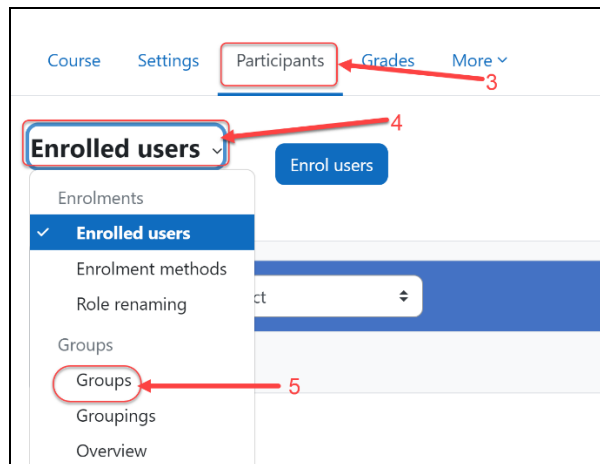 Course Settings Participants Grades More
3
4
Enrolled users
Enrol users
Enrolments
Enrolled users
Enrolment methods
Role renaming
ct
Groups
Groups
5
Groupings
Overview